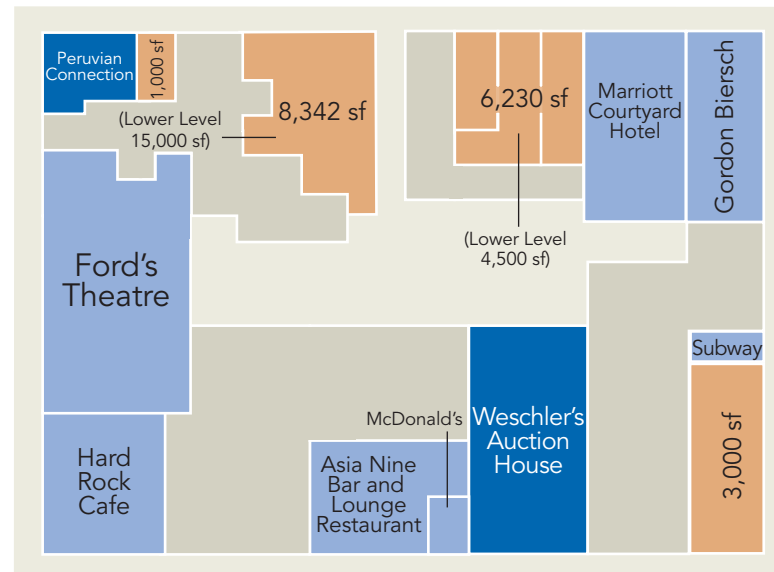 Peruvian
Connection
1,000 sf
(Lower Level
15,000 sf)
8,342 sf
6,230 sf
(Lower Level
4,500 sf)
Marriott
Courtyard
Hotel
Gordon Biersch
Ford's
Theatre
Subway
3,000 sf
McDonald's
Weschler's
Auction
House
Hard
Rock
Cafe
Asia Nine
Bar and
Lounge
Restaurant